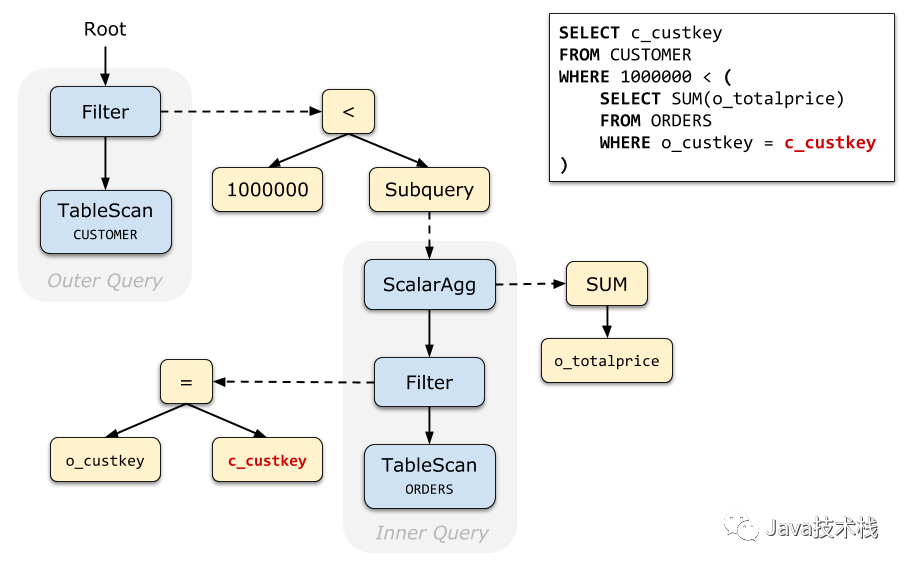 Root
Filter
TableScan
CUSTOMER
Outer Query
<
1000000
Subquery
ScalarAgg
SUM
o_totalprice
Filter
=
o_custkey
c_custkey
TableScan
ORDERS
Inner Query
SELECT c_custkey
FROM CUSTOMER
WHERE 1000000 < (
SELECT SUM(o_totalprice)
FROM ORDERS
WHERE o_custkey = c_custkey
)
Java技术栈